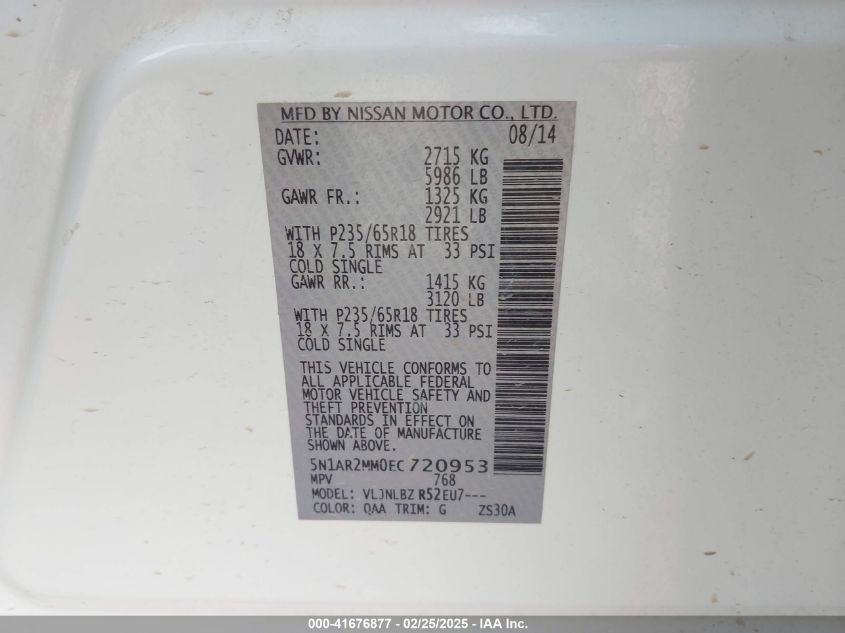 MFD BY NISSAN MOTOR CO., LTD.
DATE: 08/14
GVWR: 2715 KG
5986 LB
GAWR FR.: 1325 KG
2921 LB
WITH P235/65R18 TIRES
18 X 7.5 RIMS AT 33 PSI
COLD SINGLE
GAWR RR.: 1415 KG
3120 LB
WITH P235/65R18 TIRES
18 X 7.5 RIMS AT 33 PSI
COLD SINGLE
THIS VEHICLE CONFORMS TO
ALL APPLICABLE FEDERAL
MOTOR VEHICLE SAFETY AND
THEFT PREVENTION
STANDARDS IN EFFECT ON
THE DATE OF MANUFACTURE
SHOWN ABOVE.
5N1AR2MM0EC720953
MPV 768
MODEL: VLJNLBZ R52EU7---
COLOR: QAA TRIM: G ZS30A
000-41676877 - 02/25/2025 - IAA Inc.